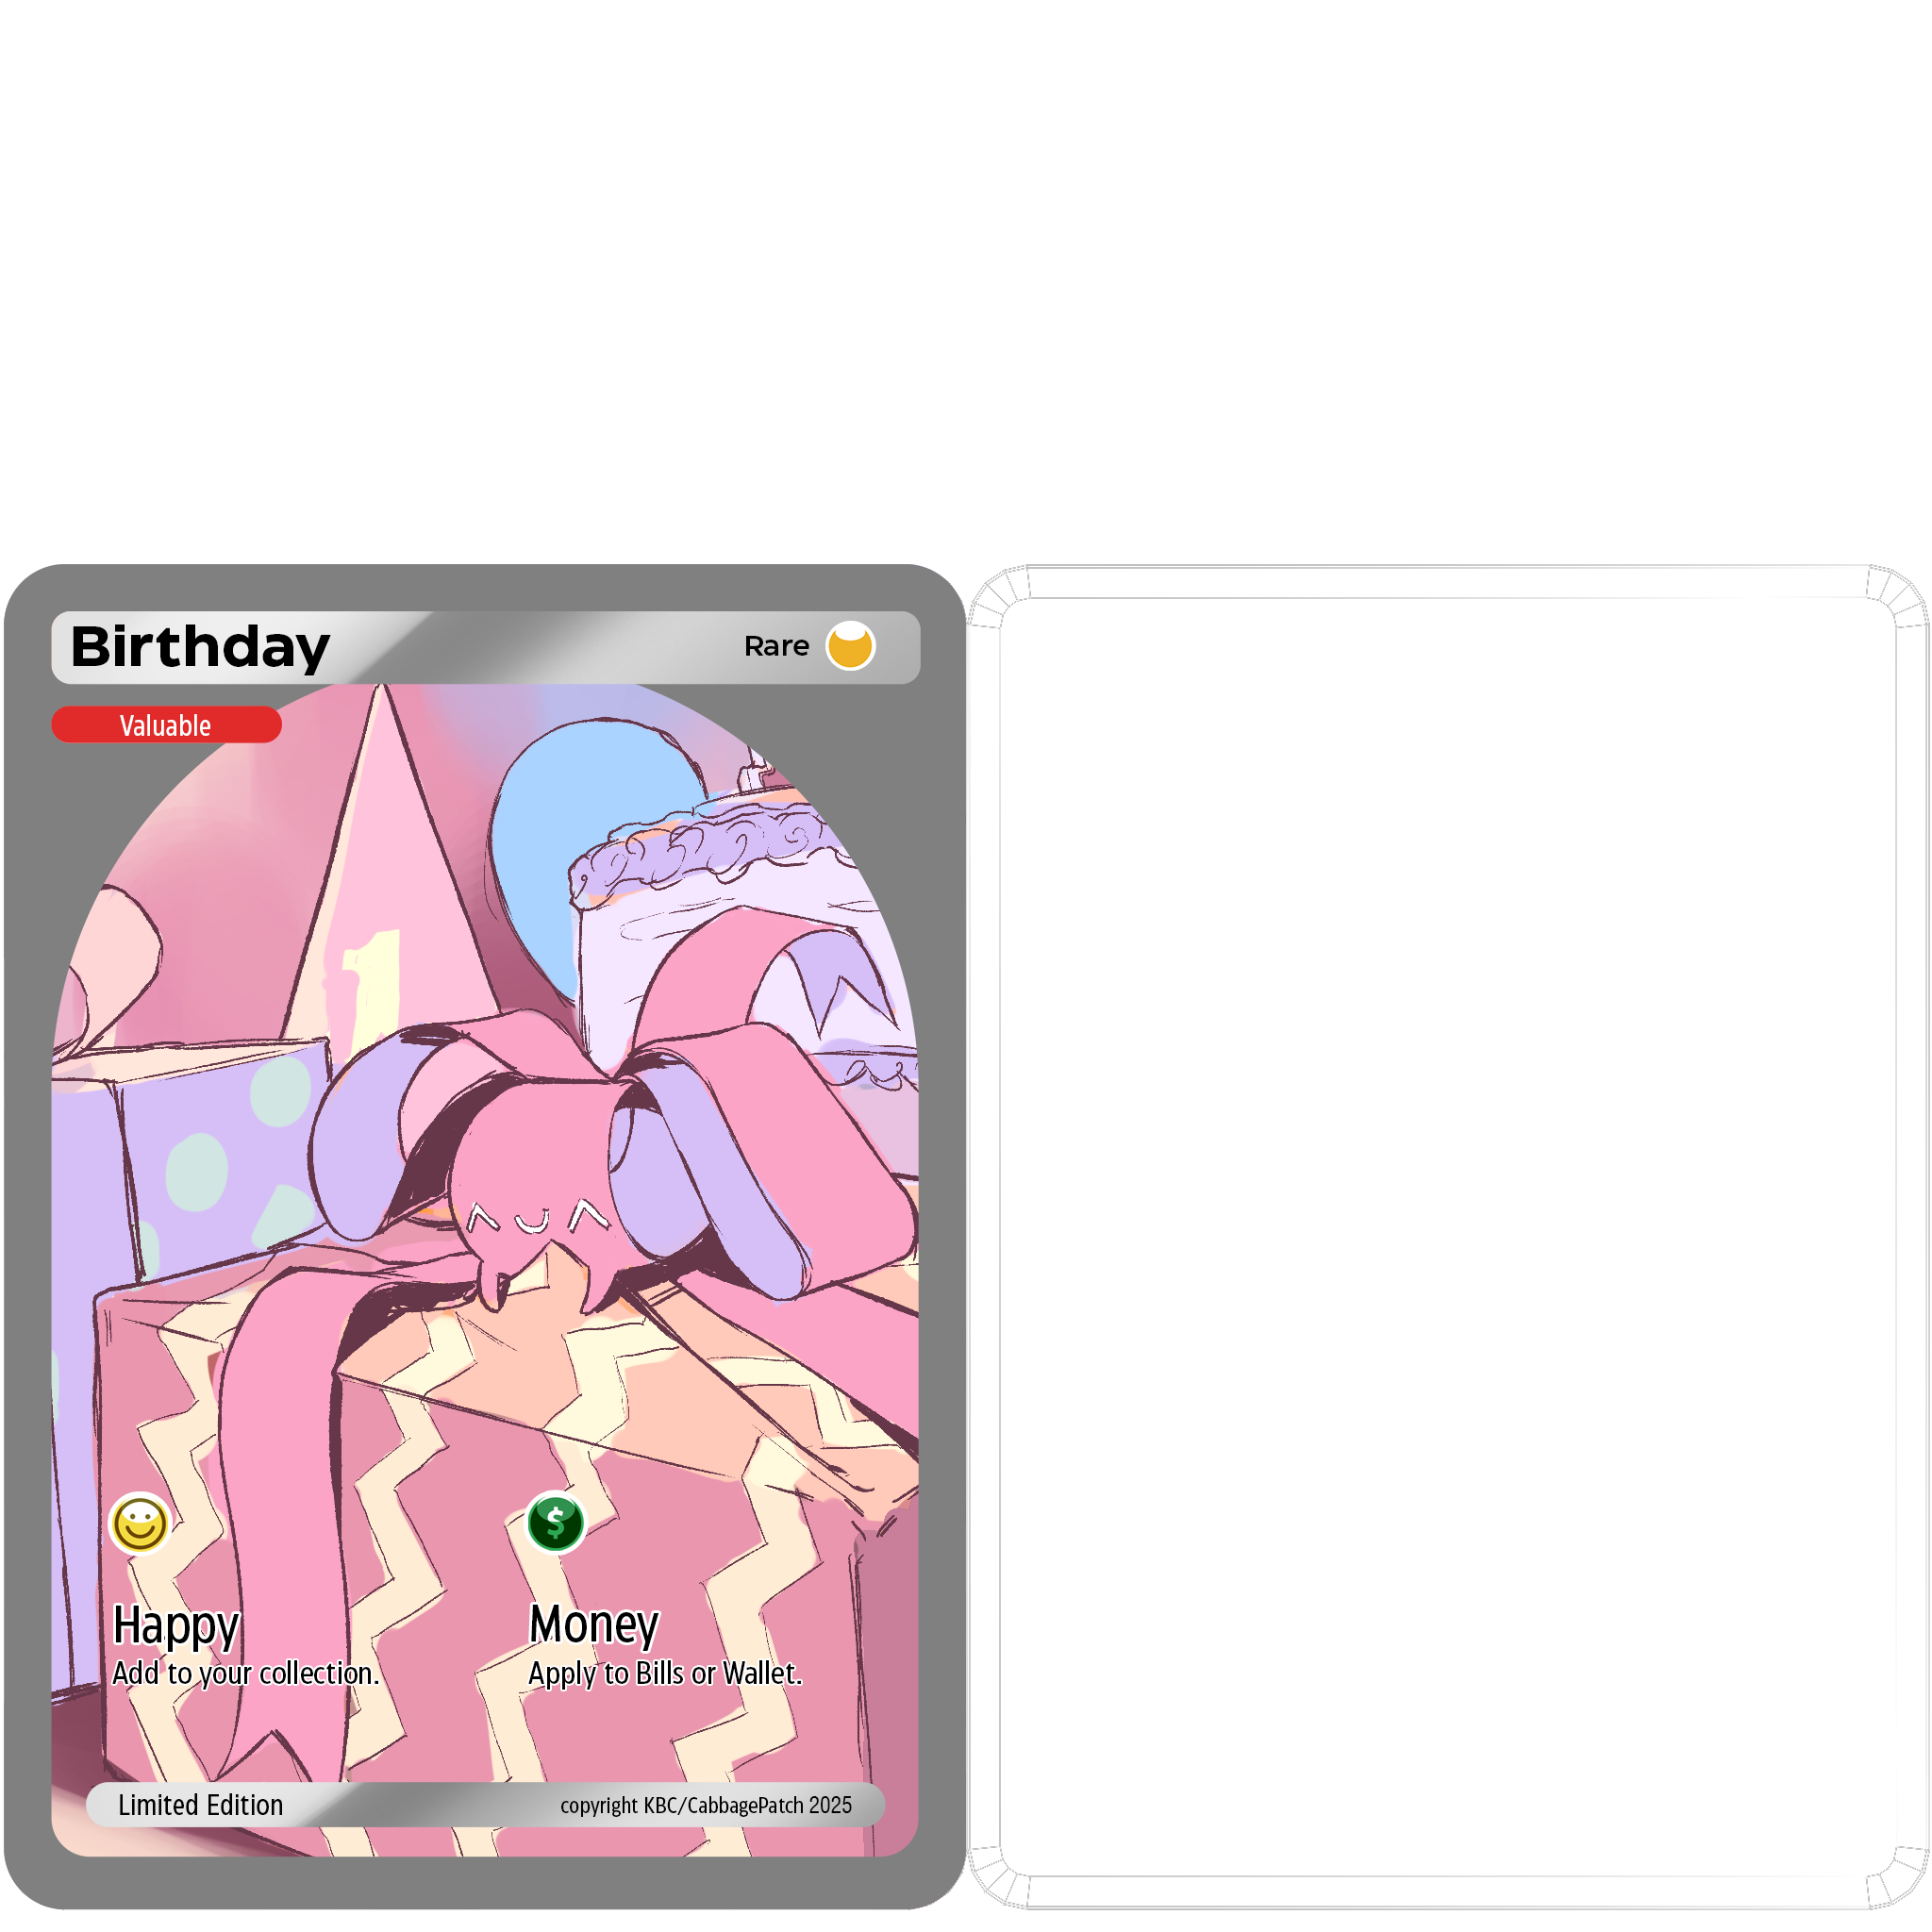 Birthday
Rare
Valuable
1
$
Happy
Money
Add to your collection.
Apply to Bills or Wallet.
Limited Edition
copyright KBC/CabbagePatch 2025